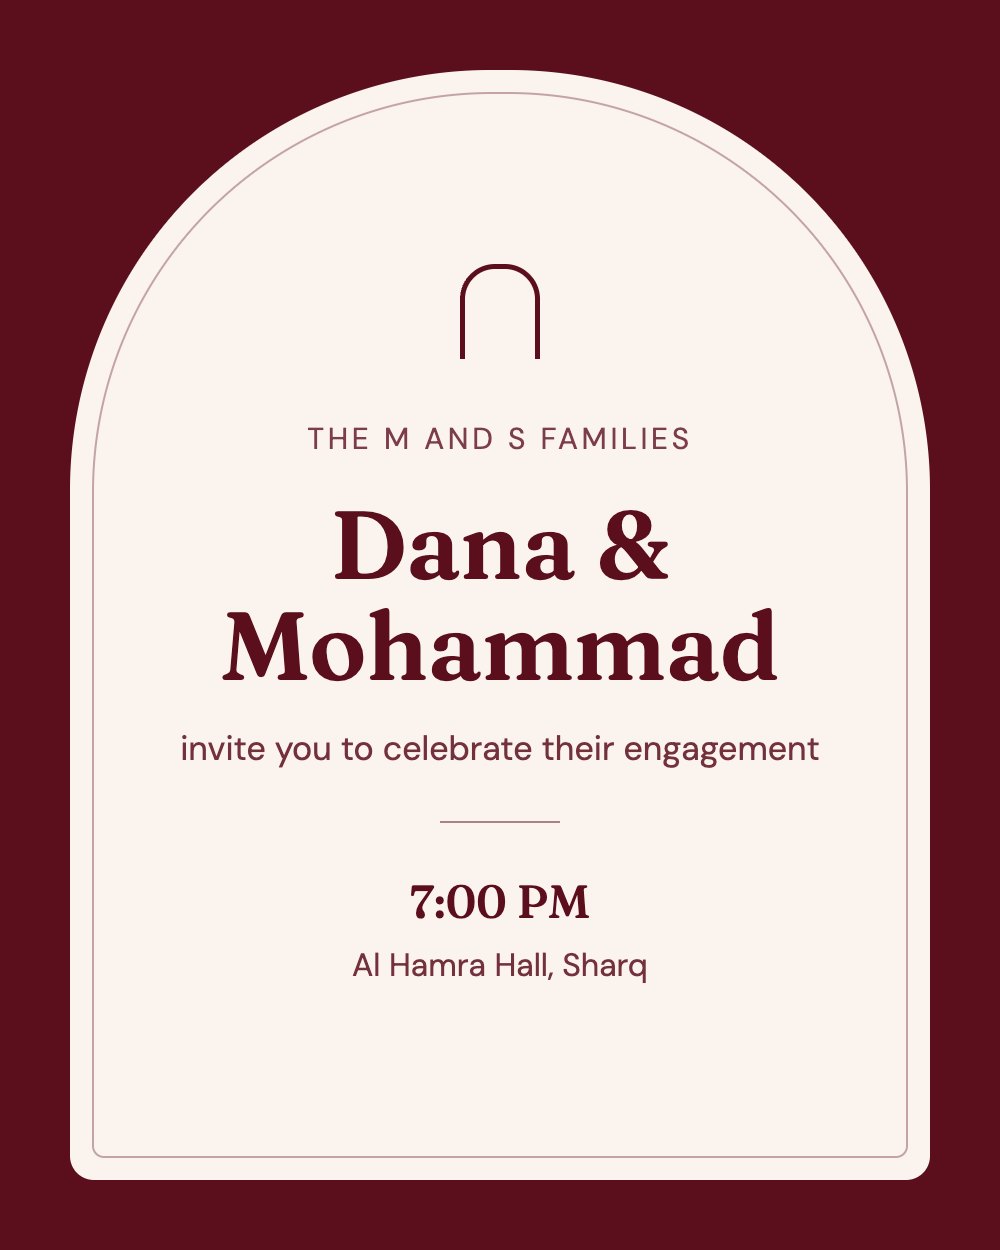 THE M AND S FAMILIES
Dana &
Mohammad
invite you to celebrate their engagement
7:00 PM
Al Hamra Hall, Sharq